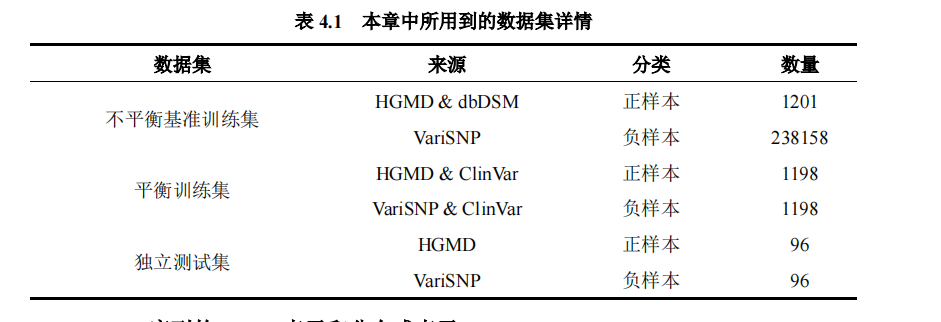 表 4.1 本章中所用到的数据集详情
数据集 来源 分类 数量
不平衡基准训练集 HGMD & dbDSM 正样本 1201
VariSNP 负样本 238158
平衡训练集 HGMD & ClinVar 正样本 1198
VariSNP & ClinVar 负样本 1198
独立测试集 HGMD 正样本 96
VariSNP 负样本 96